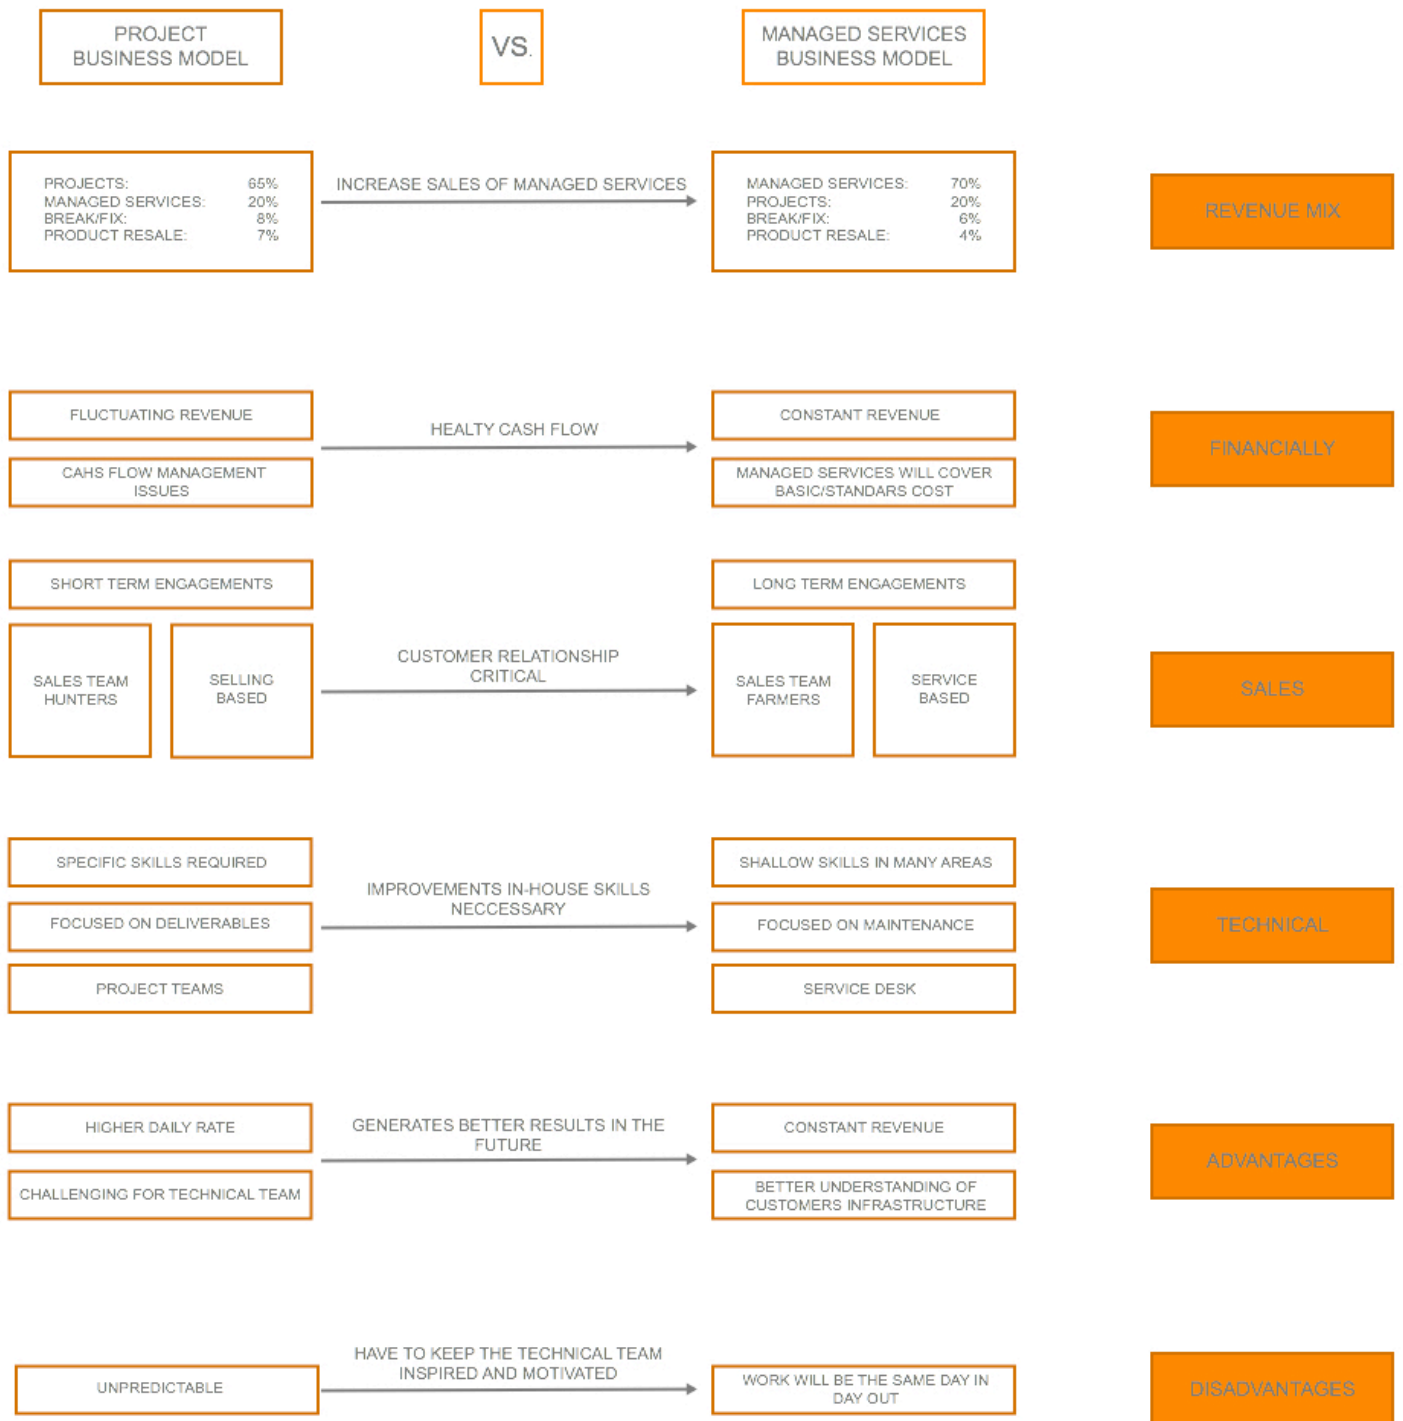 PROJECT
BUSINESS MODEL
VS.
MANAGED SERVICES
BUSINESS MODEL
PROJECTS: 65%
MANAGED SERVICES: 20%
BREAK/FIX: 8%
PRODUCT RESALE: 7%
INCREASE SALES OF MANAGED SERVICES
MANAGED SERVICES: 70%
PROJECTS: 20%
BREAK/FIX: 6%
PRODUCT RESALE: 4%
REVENUE MIX
FLUCTUATING REVENUE
CAHS FLOW MANAGEMENT
ISSUES
HEALTY CASH FLOW
CONSTANT REVENUE
MANAGED SERVICES WILL COVER
BASIC/STANDARS COST
FINANCIALLY
SHORT TERM ENGAGEMENTS
SALES TEAM
HUNTERS
SELLING
BASED
CUSTOMER RELATIONSHIP
CRITICAL
LONG TERM ENGAGEMENTS
SALES TEAM
FARMERS
SERVICE
BASED
SALES
SPECIFIC SKILLS REQUIRED
FOCUSED ON DELIVERABLES
PROJECT TEAMS
IMPROVEMENTS IN-HOUSE SKILLS
NECCESSARY
SHALLOW SKILLS IN MANY AREAS
FOCUSED ON MAINTENANCE
SERVICE DESK
TECHNICAL
HIGHER DAILY RATE
CHALLENGING FOR TECHNICAL TEAM
GENERATES BETTER RESULTS IN THE
FUTURE
CONSTANT REVENUE
BETTER UNDERSTANDING OF
CUSTOMERS INFRASTRUCTURE
ADVANTAGES
UNPREDICTABLE
HAVE TO KEEP THE TECHNICAL TEAM
INSPIRED AND MOTIVATED
WORK WILL BE THE SAME DAY IN
DAY OUT
DISADVANTAGES